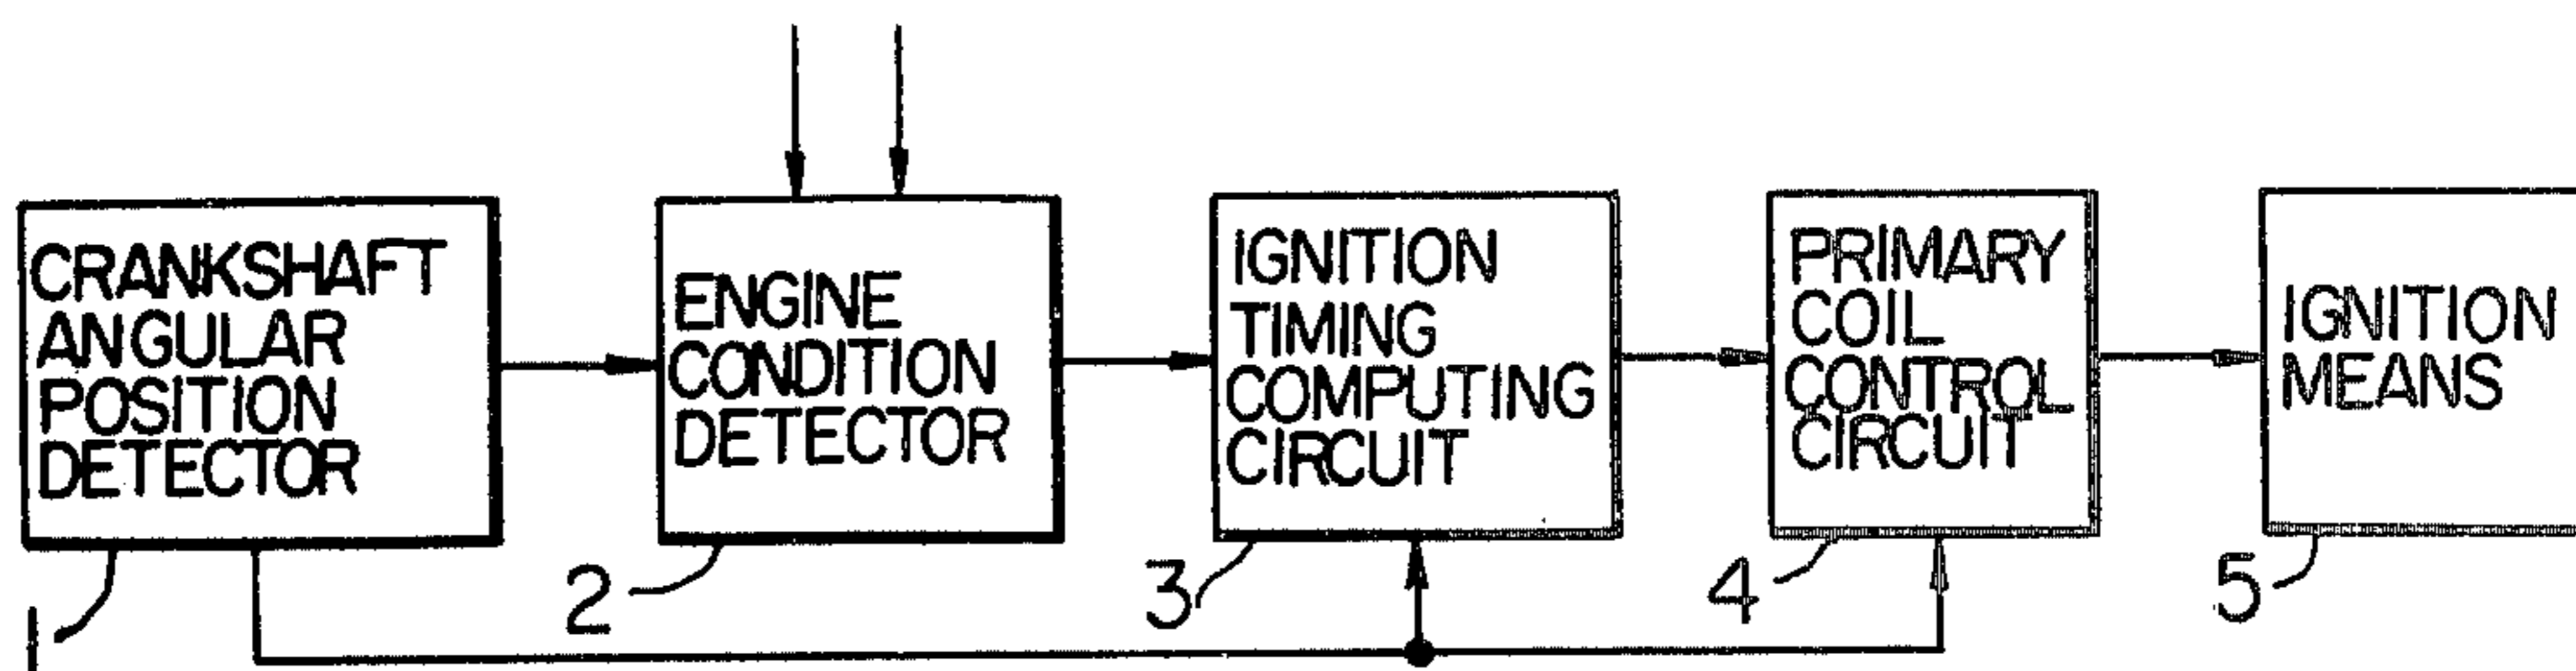 CRANKSHAFT
ANGULAR
POSITION
DETECTOR
ENGINE
CONDITION
DETECTOR
IGNITION
TIMING
COMPUTING
CIRCUIT
PRIMARY
COIL
CONTROL
CIRCUIT
IGNITION
MEANS
1
2
3
4
5